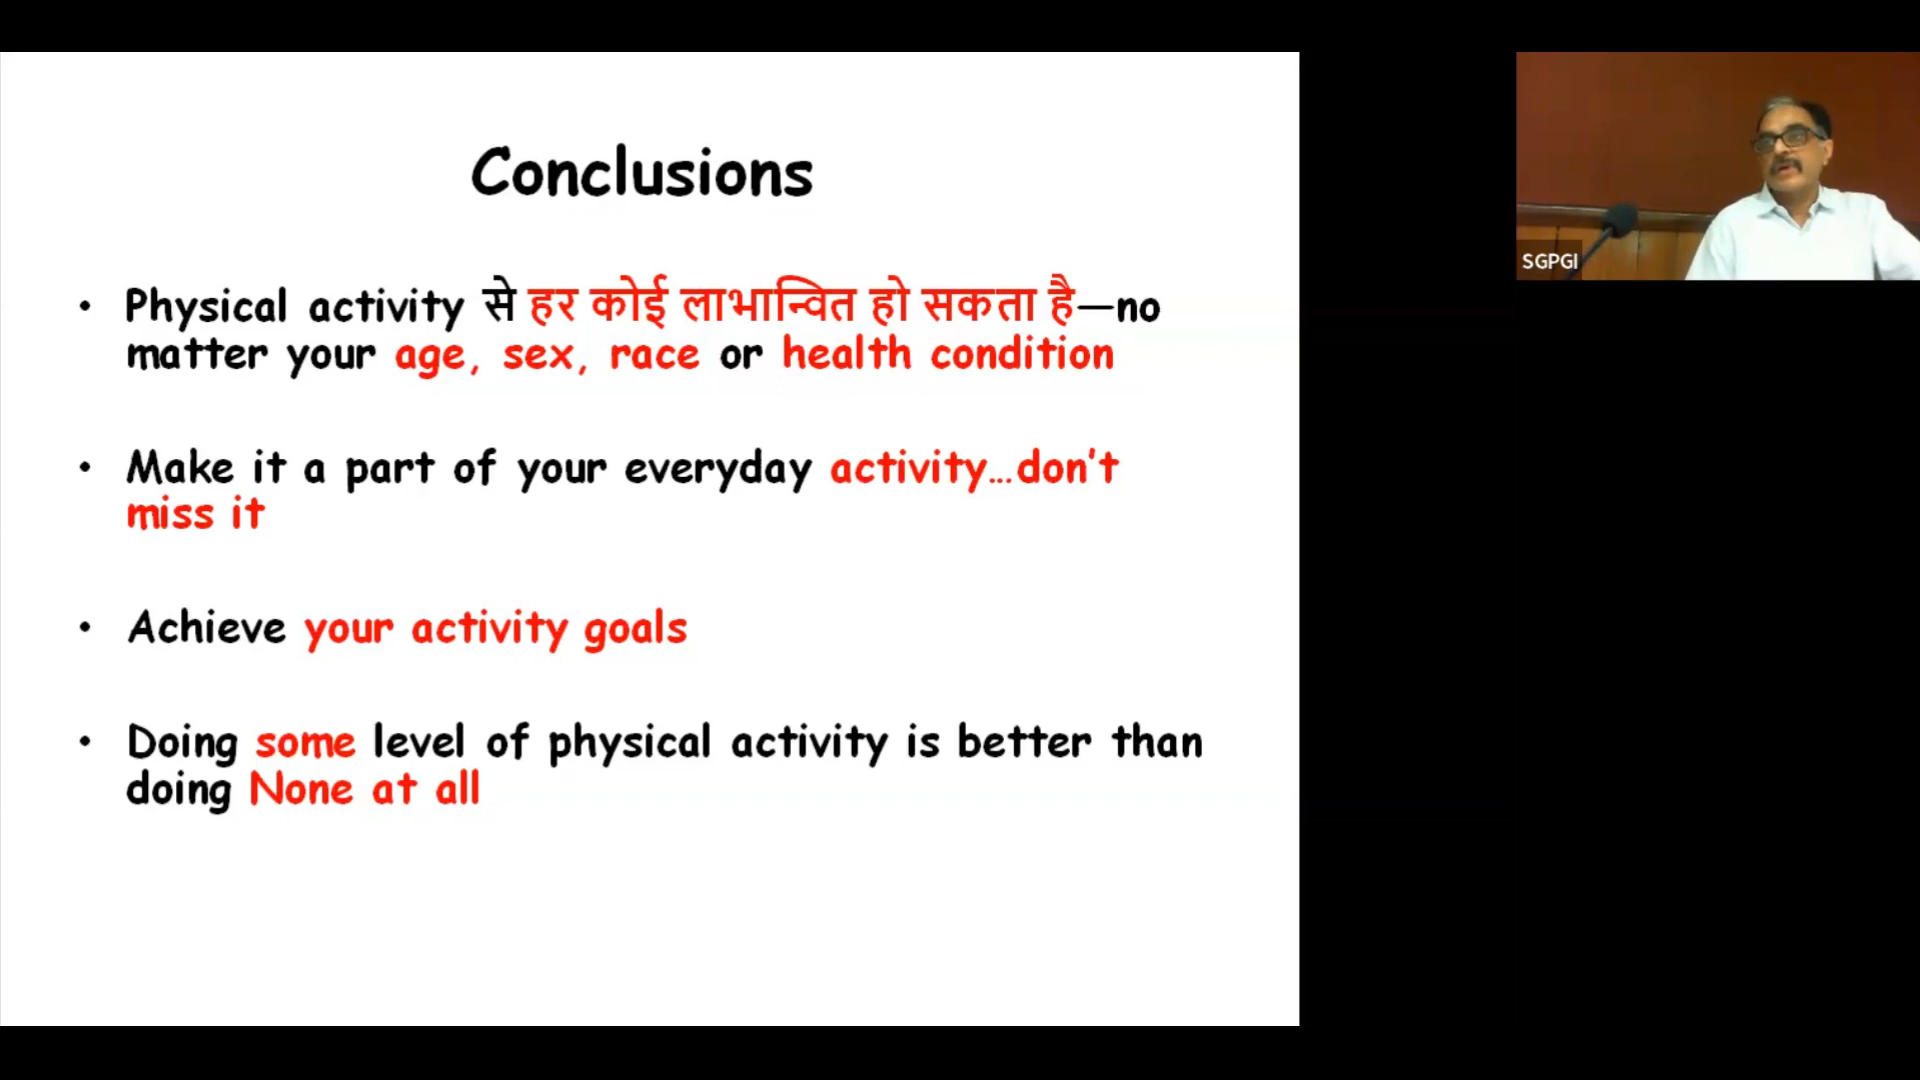 Conclusions
• Physical activity से हर कोई लाभान्वित हो सकता है—no
matter your age, sex, race or health condition
• Make it a part of your everyday activity…don’t
miss it
• Achieve your activity goals
• Doing some level of physical activity is better than
doing None at all
SGPGI